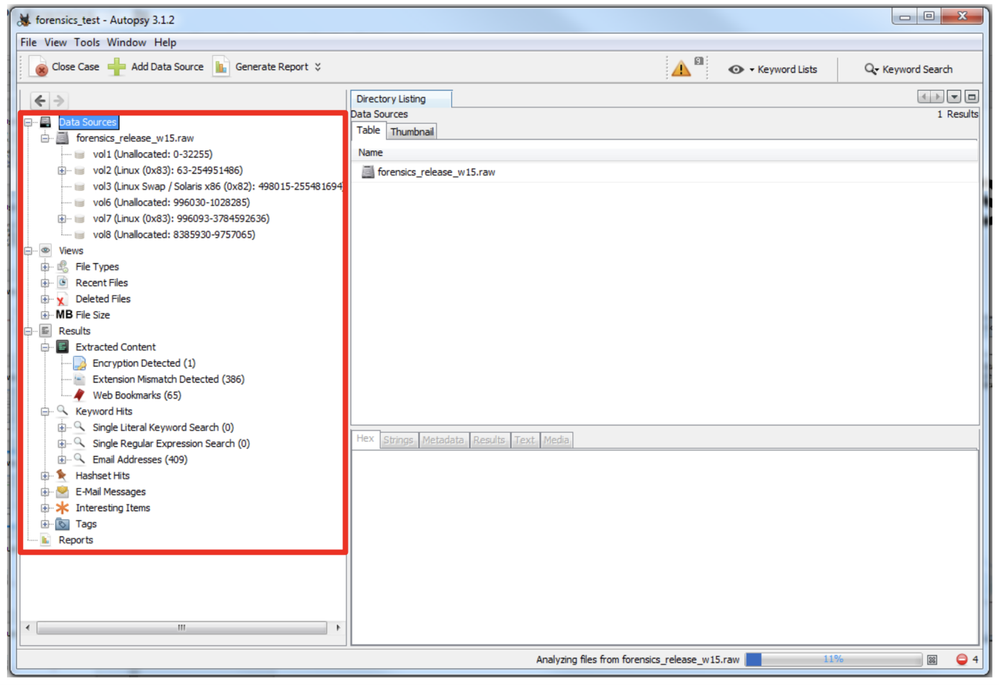 forensics_test - Autopsy 3.1.2
File View Tools Window Help
Close Case Add Data Source Generate Report 9 Keyword Lists Keyword Search
Directory Listing
Data Sources 1 Results
Table Thumbnail
Name
forensics_release_w15.raw
Data Sources
forensics_release_w15.raw
vol1 (Unallocated: 0-32255)
vol2 (Linux (0x83): 63-254951486)
vol3 (Linux Swap / Solaris x86 (0x82): 498015-255481694)
vol6 (Unallocated: 996030-1028285)
vol7 (Linux (0x83): 996093-3784592636)
vol8 (Unallocated: 8385930-9757065)
Views
File Types
Recent Files
Deleted Files
MB File Size
Results
Extracted Content
Encryption Detected (1)
Extension Mismatch Detected (386)
Web Bookmarks (65)
Keyword Hits
Single Literal Keyword Search (0)
Single Regular Expression Search (0)
Email Addresses (409)
Hashset Hits
E-Mail Messages
Interesting Items
Tags
Reports
Hex Strings Metadata Results Text Media
Analyzing files from forensics_release_w15.raw 11% 4